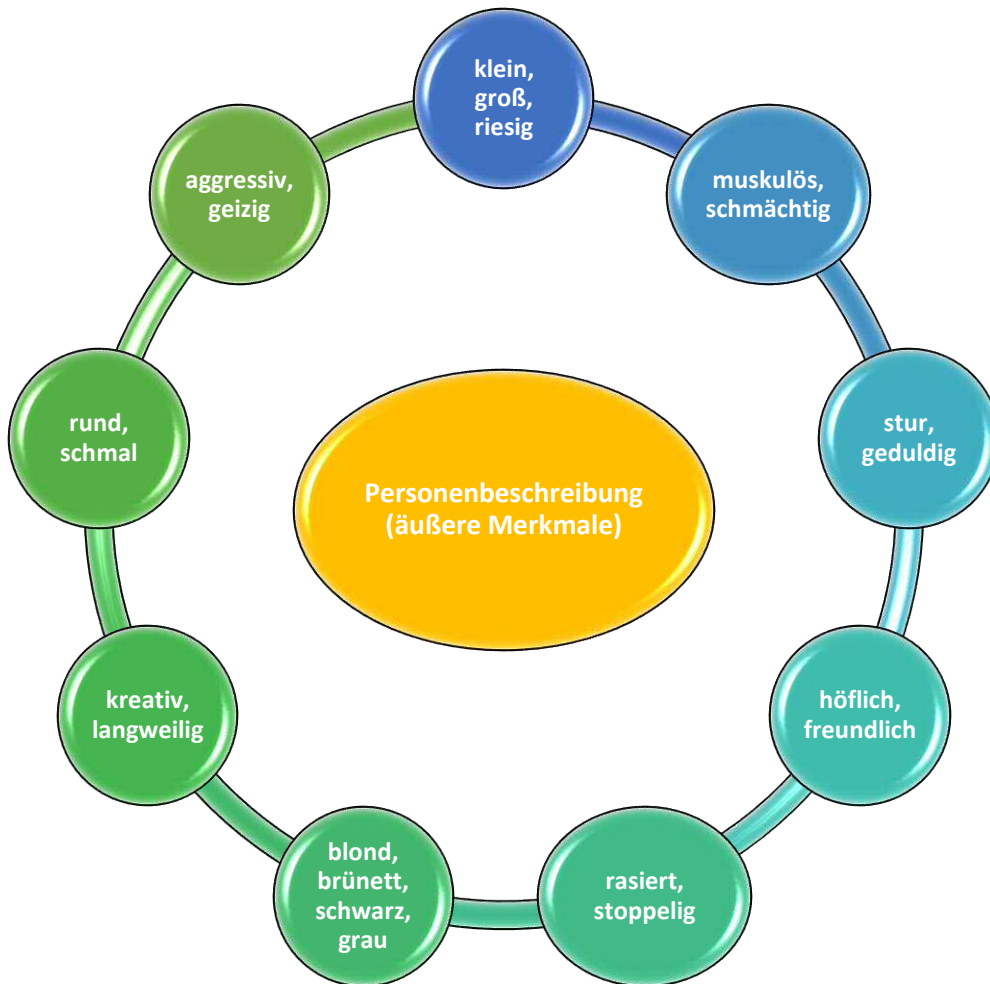 klein,
groß,
riesig
muskulös,
schmächtig
stur,
geduldig
höflich,
freundlich
rasiert,
stoppelig
blond,
brünett,
schwarz,
grau
kreativ,
langweilig
rund,
schmal
aggressiv,
geizig
Personenbeschreibung
(äußere Merkmale)